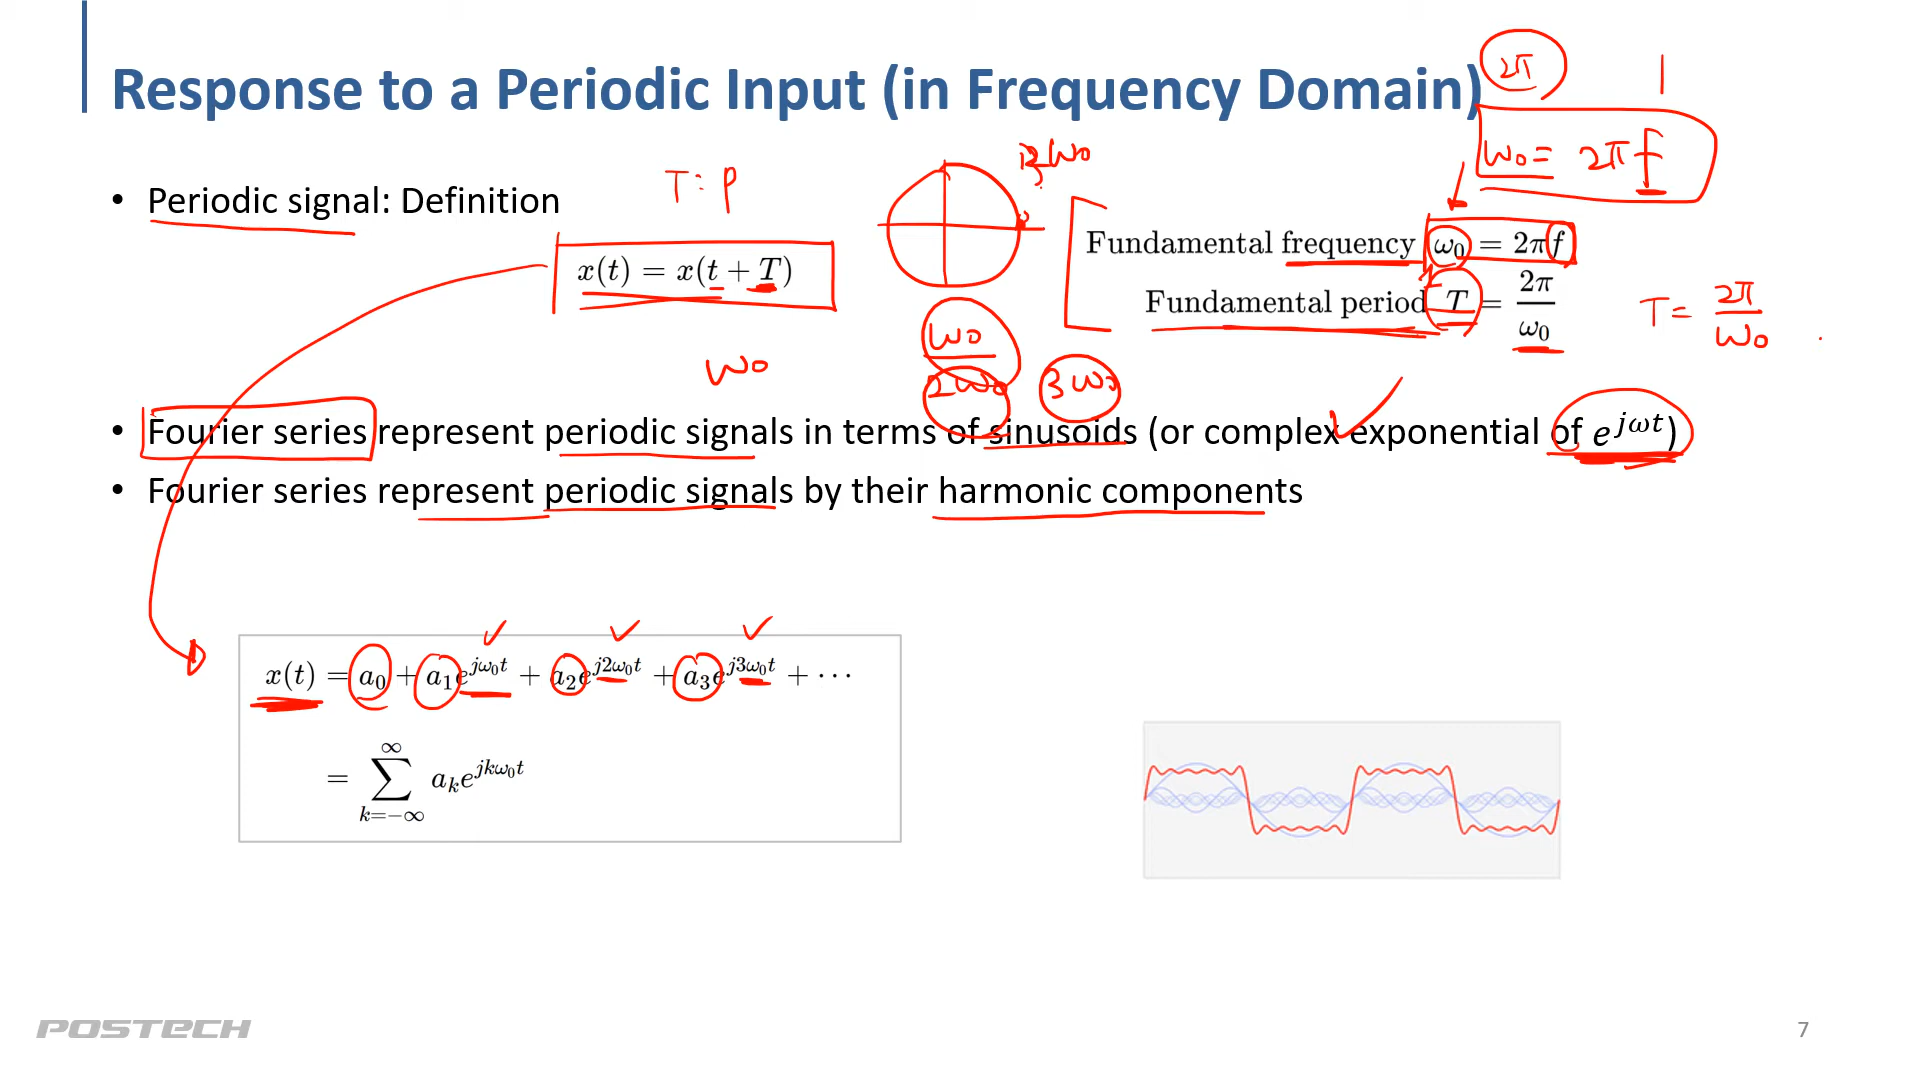 Response to a Periodic Input (in Frequency Domain)
2π
1
ω₀ = 2πf
• Periodic signal: Definition
T: p
2ω₀
x(t) = x(t + T)
Fundamental frequency ω₀ = 2πf
Fundamental period T = 2π/ω₀
T = 2π/ω₀
ω₀
ω₀
2ω₀
3ω₀
• Fourier series represent periodic signals in terms of sinusoids (or complex exponential of e^{jωt})
• Fourier series represent periodic signals by their harmonic components
x(t) = a₀ + a₁e^{jω₀t} + a₂e^{j2ω₀t} + a₃e^{j3ω₀t} + ⋯
= ∑_{k=−∞}^{∞} a_k e^{jkω₀t}
POSTECH
7